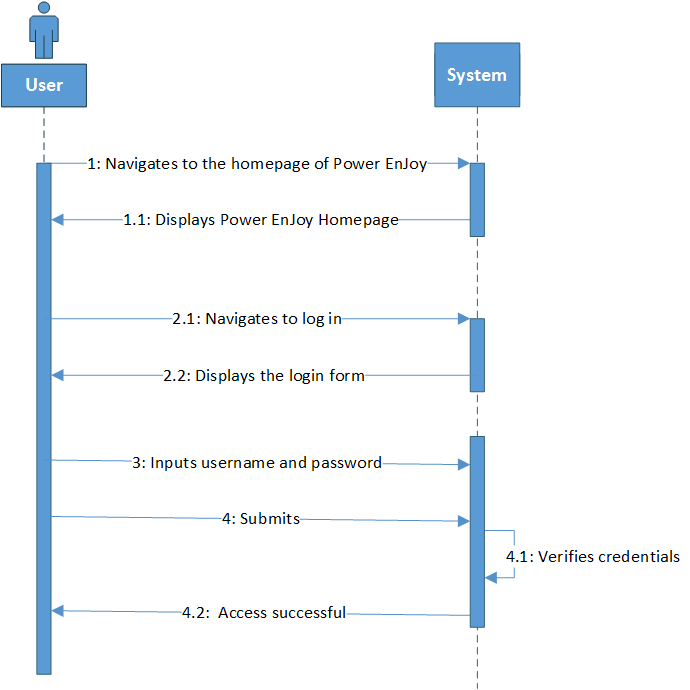 User
System
1: Navigates to the homepage of Power EnJoy
1.1: Displays Power EnJoy Homepage
2.1: Navigates to log in
2.2: Displays the login form
3: Inputs username and password
4: Submits
4.1: Verifies credentials
4.2:  Access successful